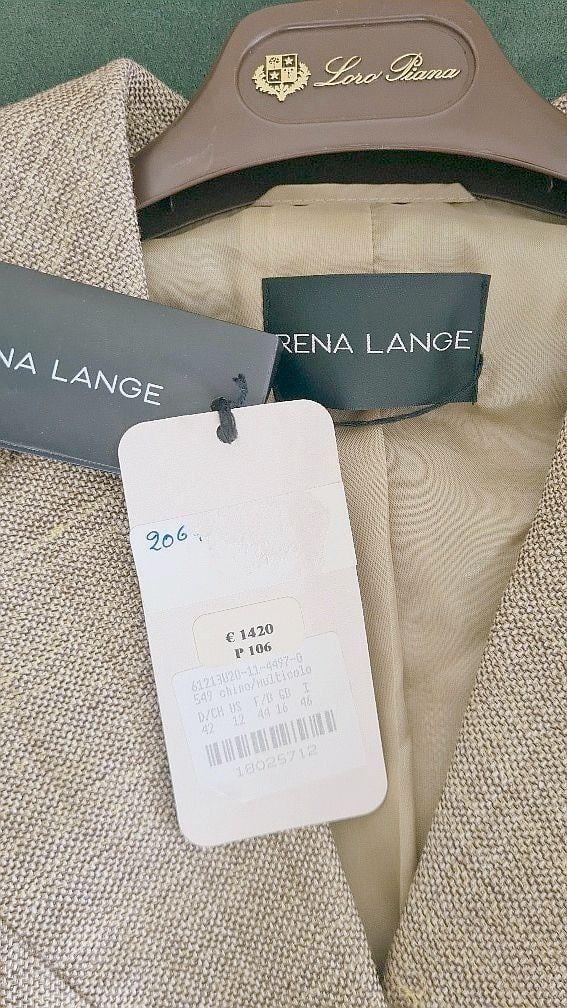 Loro Piana
RENA LANGE
NA LANGE
206.
€ 1420
P 106
61213U20-11-4497-0
549 chino/multicolo
D/CH US F/B GB I
42 12 44 16 46
18025712